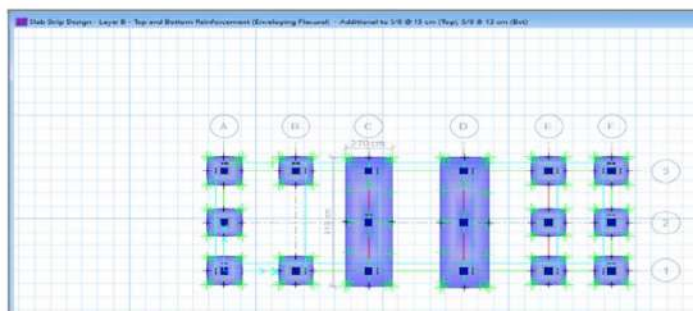 Slab Strip Design - Layer B - Top and Bottom Reinforcement (Enveloping Flexural) - Additional to 5/8 @ 15 cm (Top), 5/8 @ 13 cm (Bot)
A B C D E F
270 cm
3
2
1